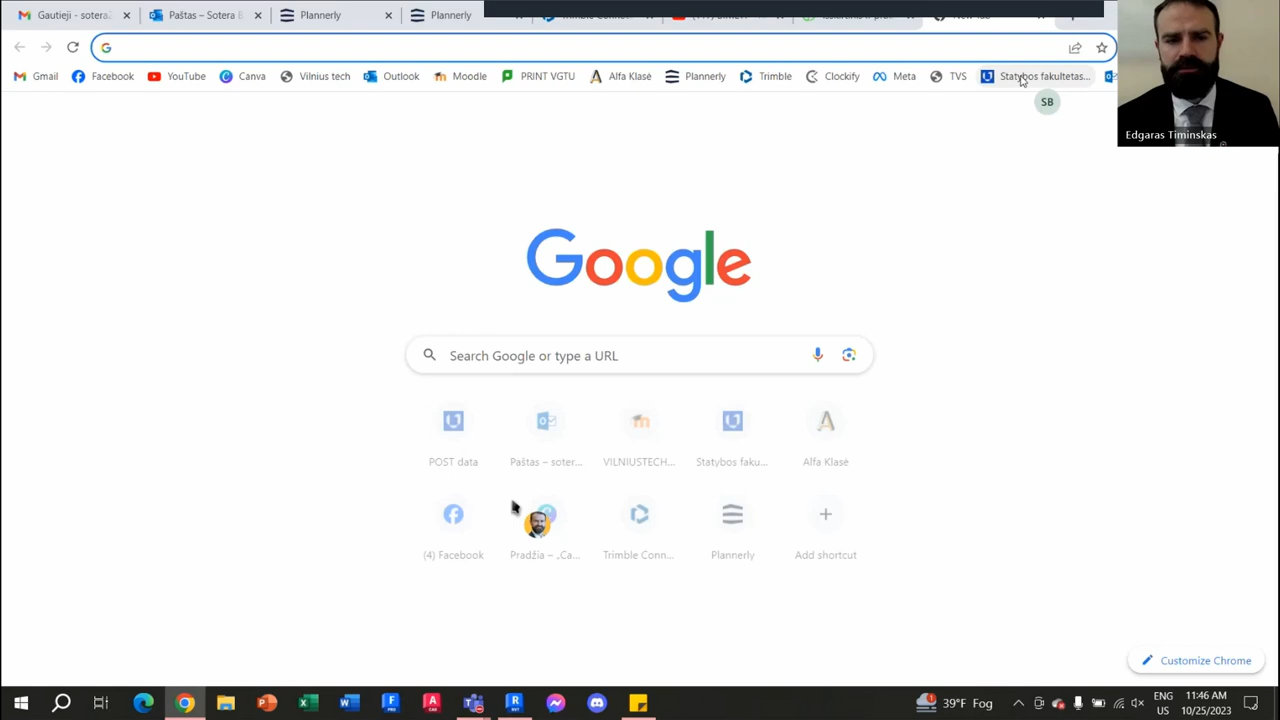 Gautieji - sotera.
Paštas – Sotera B
Plannerly
Plannerly
Gmail
Facebook
YouTube
Canva
Vilnius tech
Outlook
Moodle
PRINT VGTU
Alfa Klasė
Plannerly
Trimble
Clockify
Meta
TVS
Statybos fakultetas...
SB
Edgaras Timinskas
Google
Search Google or type a URL
POST data
Paštas – soter...
VILNIUSTECH...
Statybos faku...
Alfa Klasė
(4) Facebook
Pradžia – „Ca...
Trimble Conn...
Plannerly
Add shortcut
Customize Chrome
39°F Fog
ENG
US
11:46 AM
10/25/2023